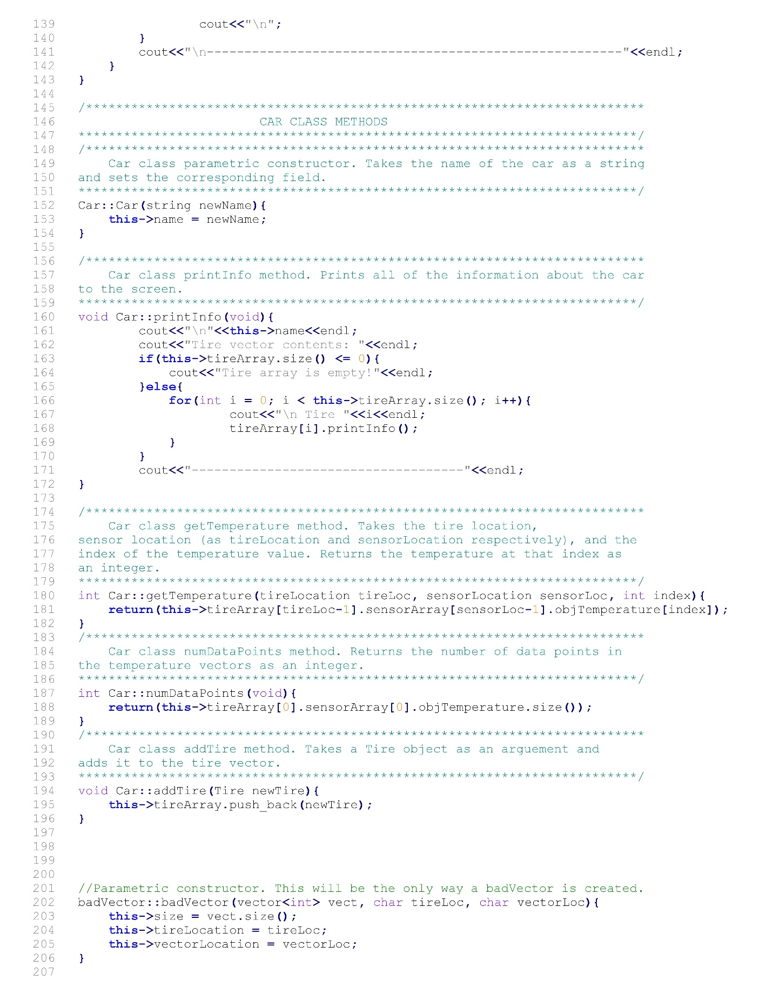 139                    cout<<"\n";
140            }
141            cout<<"\n-------------------------------------------------------"<<endl;
142        }
143    }
144
145    /**************************************************************************
146                            CAR CLASS METHODS
147    **************************************************************************/
148    /**************************************************************************
149        Car class parametric constructor. Takes the name of the car as a string
150    and sets the corresponding field.
151    **************************************************************************/
152    Car::Car(string newName){
153        this->name = newName;
154    }
155
156    /**************************************************************************
157        Car class printInfo method. Prints all of the information about the car
158    to the screen.
159    **************************************************************************/
160    void Car::printInfo(void){
161            cout<<"\n"<<this->name<<endl;
162            cout<<"Tire vector contents: "<<endl;
163            if(this->tireArray.size() <= 0){
164                cout<<"Tire array is empty!"<<endl;
165            }else{
166                for(int i = 0; i < this->tireArray.size(); i++){
167                        cout<<"\n Tire "<<i<<endl;
168                        tireArray[i].printInfo();
169                }
170            }
171            cout<<"------------------------------------"<<endl;
172    }
173
174    /**************************************************************************
175        Car class getTemperature method. Takes the tire location,
176    sensor location (as tireLocation and sensorLocation respectively), and the
177    index of the temperature value. Returns the temperature at that index as
178    an integer.
179    **************************************************************************/
180    int Car::getTemperature(tireLocation tireLoc, sensorLocation sensorLoc, int index){
181        return(this->tireArray[tireLoc-1].sensorArray[sensorLoc-1].objTemperature[index]);
182    }
183    /**************************************************************************
184        Car class numDataPoints method. Returns the number of data points in
185    the temperature vectors as an integer.
186    **************************************************************************/
187    int Car::numDataPoints(void){
188        return(this->tireArray[0].sensorArray[0].objTemperature.size());
189    }
190    /**************************************************************************
191        Car class addTire method. Takes a Tire object as an arguement and
192    adds it to the tire vector.
193    **************************************************************************/
194    void Car::addTire(Tire newTire){
195        this->tireArray.push_back(newTire);
196    }
197
198
199
200
201    //Parametric constructor. This will be the only way a badVector is created.
202    badVector::badVector(vector<int> vect, char tireLoc, char vectorLoc){
203        this->size = vect.size();
204        this->tireLocation = tireLoc;
205        this->vectorLocation = vectorLoc;
206    }
207